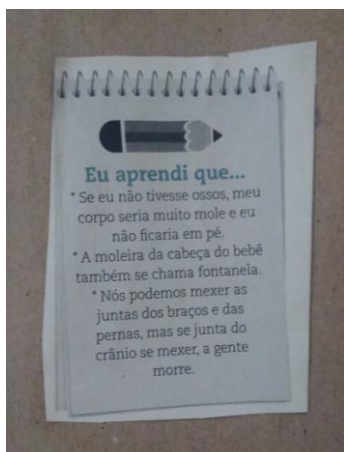 Eu aprendi que...
* Se eu não tivesse ossos, meu
corpo seria muito mole e eu
não ficaria em pé.
* A moleira da cabeça do bebê
também se chama fontanela.
* Nós podemos mexer as
juntas dos braços e das
pernas, mas se junta do
crânio se mexer, a gente
morre.